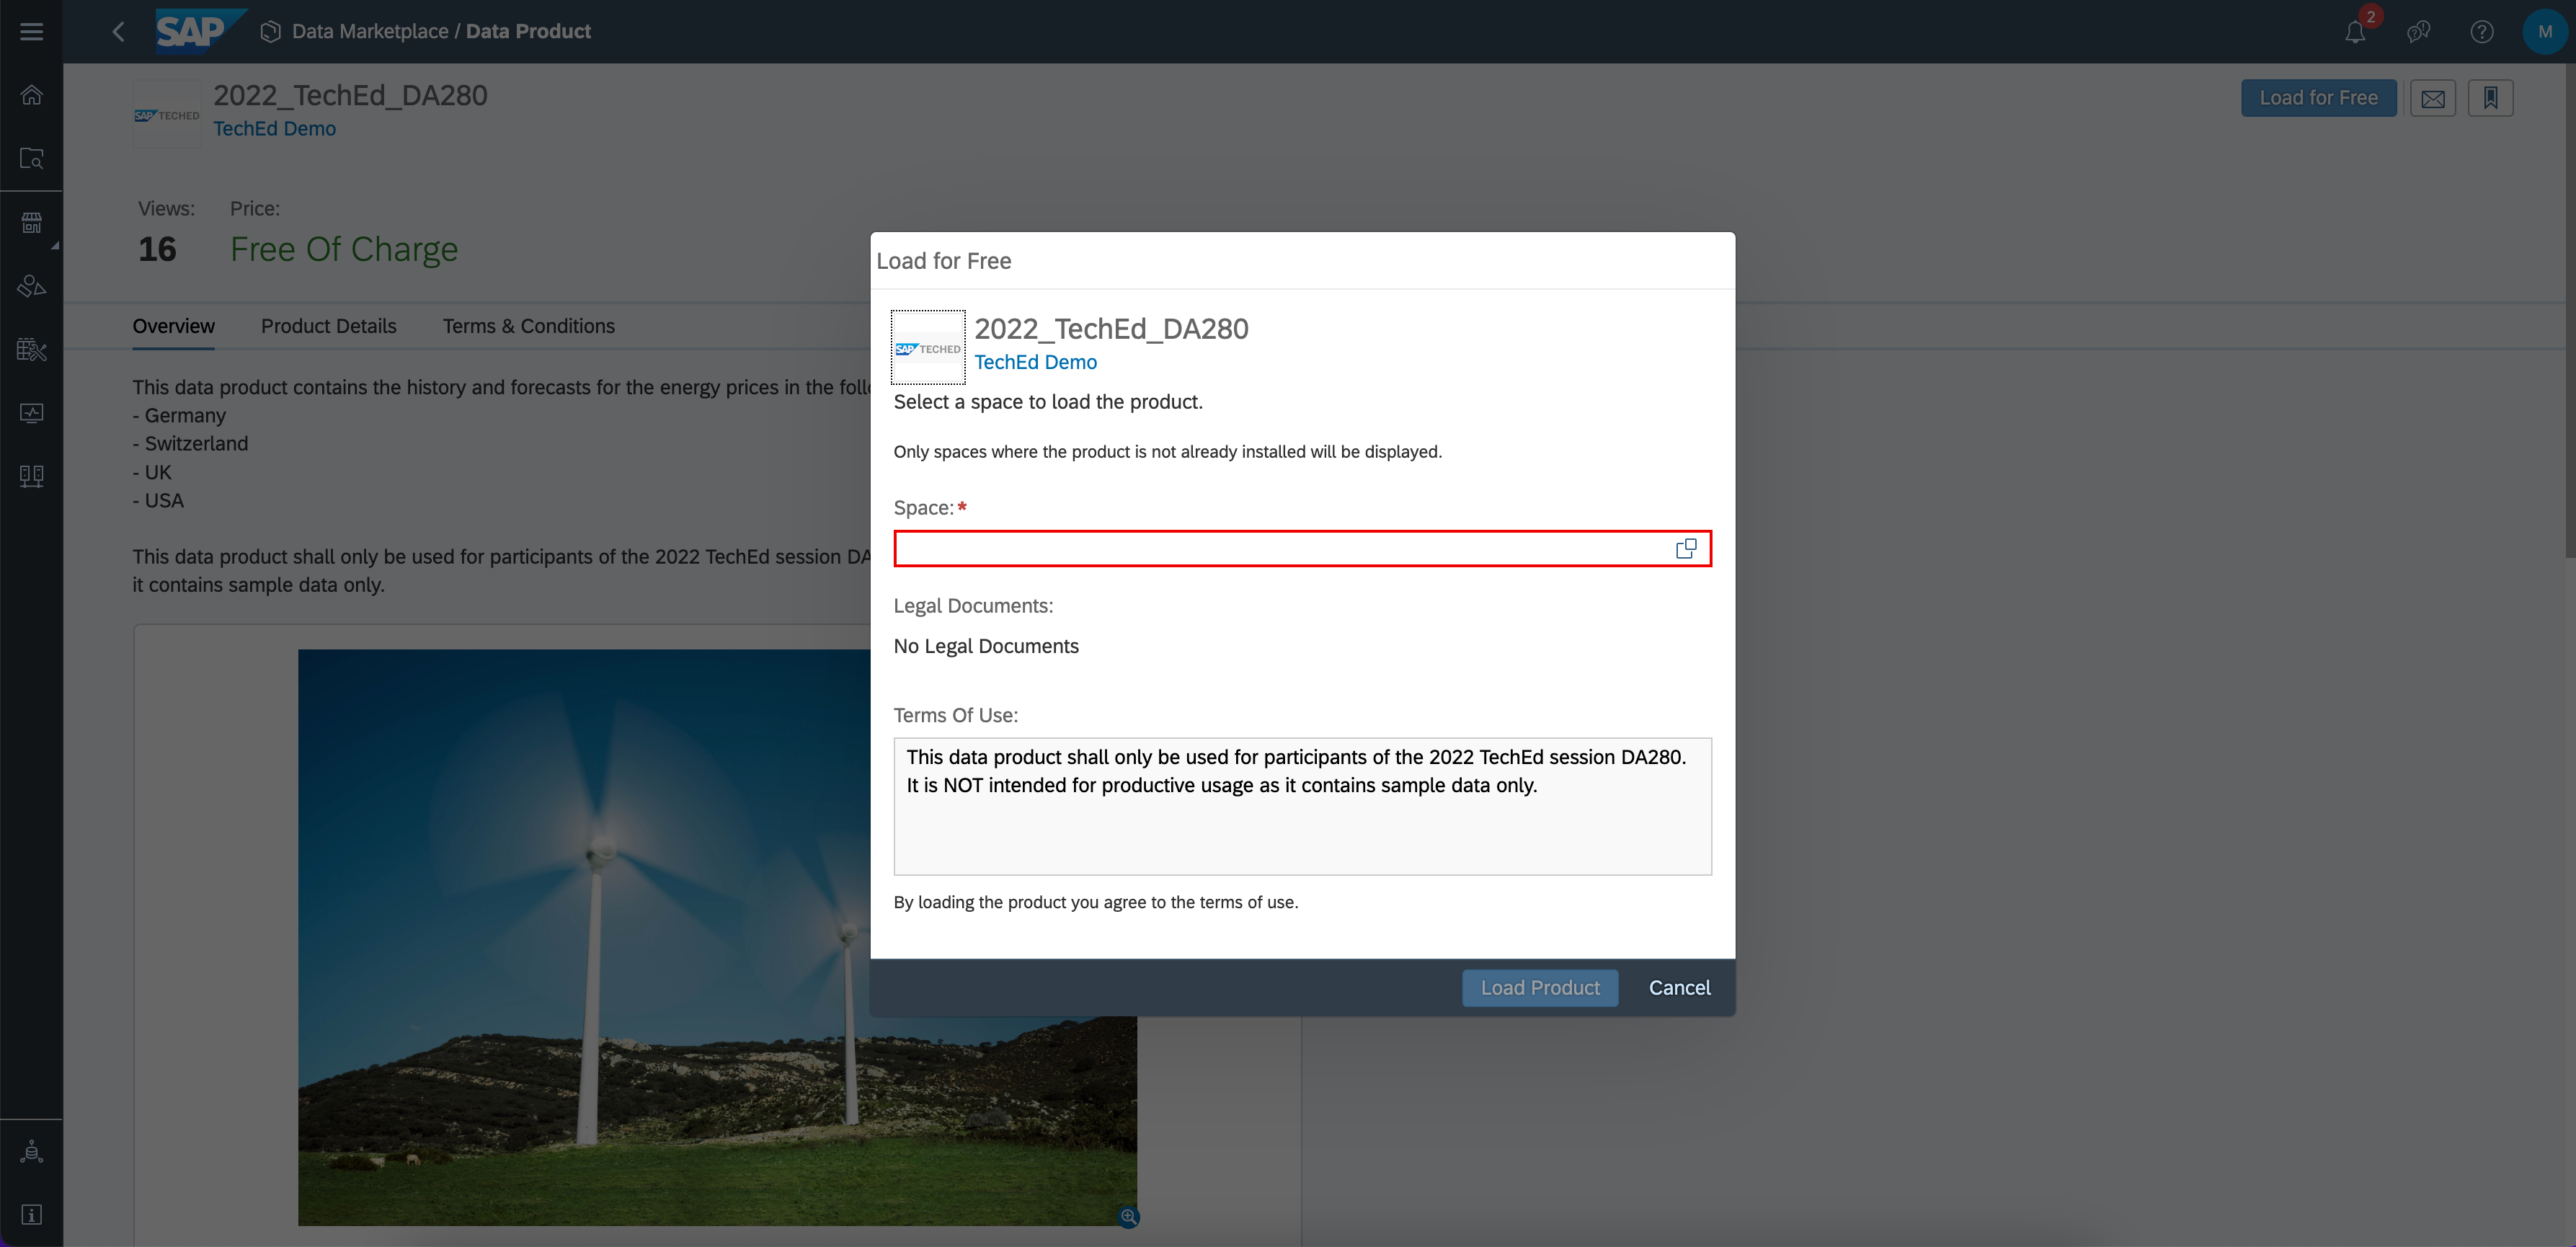 SAP
Data Marketplace / Data Product
2
M
SAP TECHED
2022_TechEd_DA280
TechEd Demo
Load for Free
Views:
Price:
16
Free Of Charge
Overview
Product Details
Terms & Conditions
This data product contains the history and forecasts for the energy prices in the
- Germany
- Switzerland
- UK
- USA
This data product shall only be used for participants of the 2022 TechEd session
it contains sample data only.
Load for Free
SAP TECHED
2022_TechEd_DA280
TechEd Demo
Select a space to load the product.
Only spaces where the product is not already installed will be displayed.
Space:*
Legal Documents:
No Legal Documents
Terms Of Use:
This data product shall only be used for participants of the 2022 TechEd session DA280.
It is NOT intended for productive usage as it contains sample data only.
By loading the product you agree to the terms of use.
Load Product
Cancel